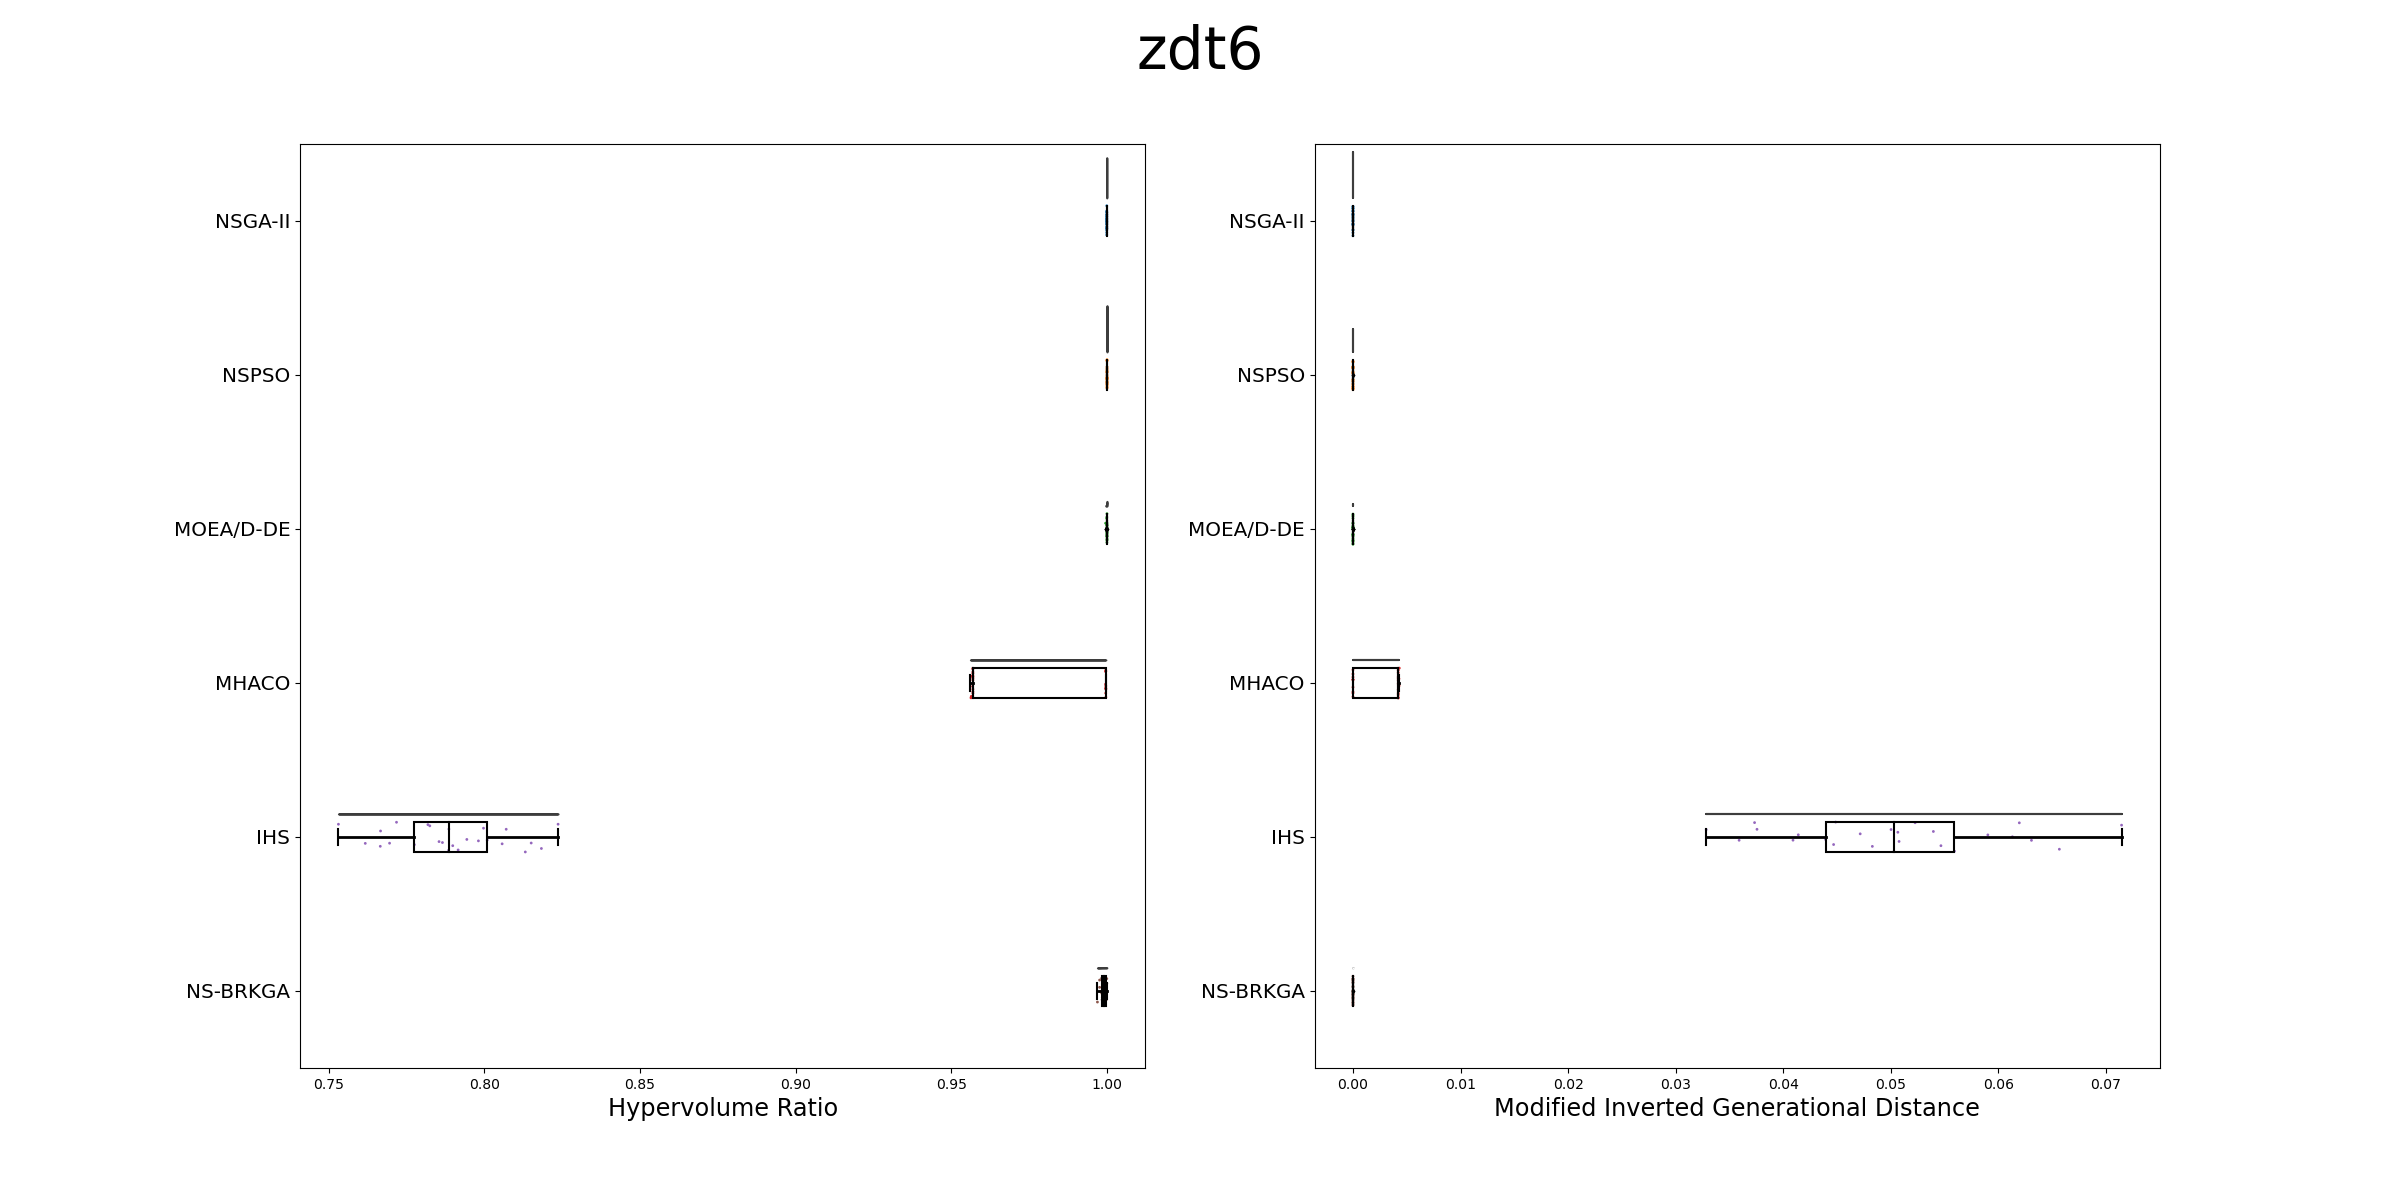 zdt6
NSGA-II
NSPSO
MOEA/D-DE
MHACO
IHS
NS-BRKGA
0.75 0.80 0.85 0.90 0.95 1.00
Hypervolume Ratio
NSGA-II
NSPSO
MOEA/D-DE
MHACO
IHS
NS-BRKGA
0.00 0.01 0.02 0.03 0.04 0.05 0.06 0.07
Modified Inverted Generational Distance